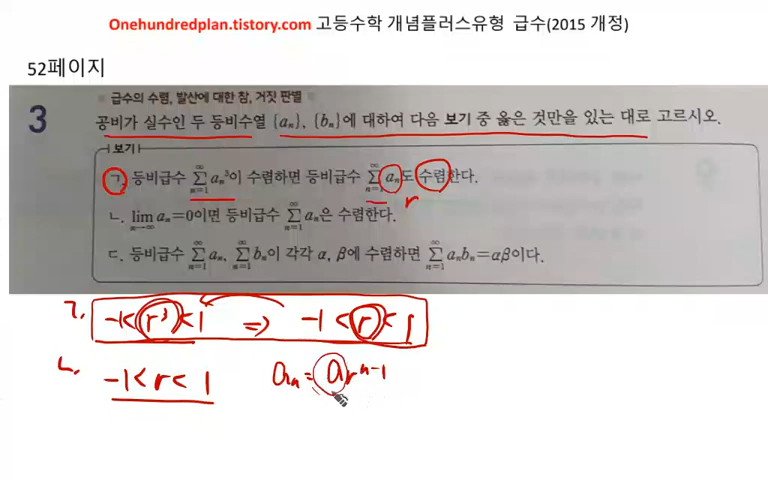 Onehundredplan.tistory.com 고등수학 개념플러스유형 급수(2015 개정)
52페이지
급수의 수렴, 발산에 대한 참, 거짓 판별
3 공비가 실수인 두 등비수열 {aₙ}, {bₙ}에 대하여 다음 보기 중 옳은 것만을 있는 대로 고르시오.
보기
ㄱ. 등비급수 ∑_{n=1}^{∞} aₙ³이 수렴하면 등비급수 ∑_{n=1}^{∞} aₙ도 수렴한다.
r
ㄴ. lim_{n→∞} aₙ=0이면 등비급수 ∑_{n=1}^{∞} aₙ은 수렴한다.
ㄷ. 등비급수 ∑_{n=1}^{∞} aₙ, ∑_{n=1}^{∞} bₙ이 각각 α, β에 수렴하면 ∑_{n=1}^{∞} aₙbₙ=αβ이다.
ㄱ. -1<r³<1 => -1<r<1
ㄴ. -1<r<1 aₙ=ar^{n-1}